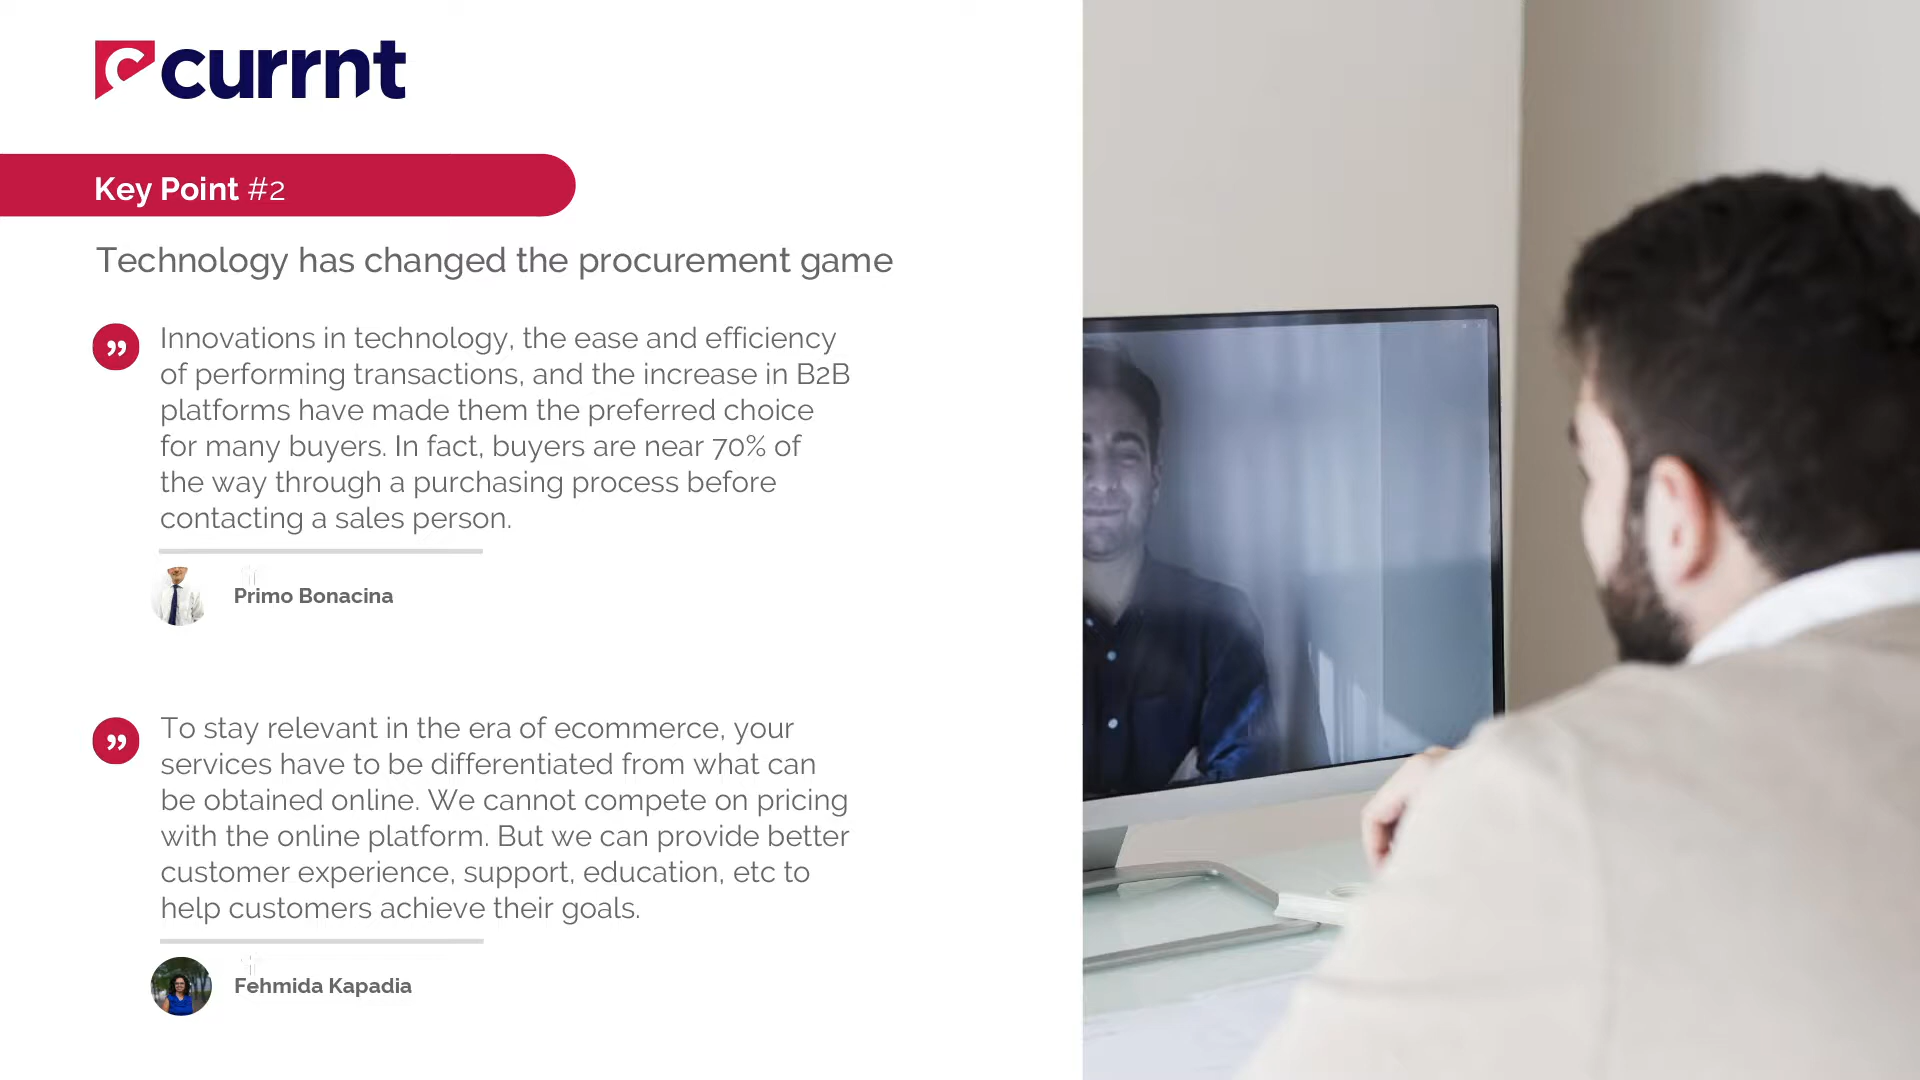 currnt
Key Point #2
Technology has changed the procurement game
Innovations in technology, the ease and efficiency
of performing transactions, and the increase in B2B
platforms have made them the preferred choice
for many buyers. In fact, buyers are near 70% of
the way through a purchasing process before
contacting a sales person.
Primo Bonacina
To stay relevant in the era of ecommerce, your
services have to be differentiated from what can
be obtained online. We cannot compete on pricing
with the online platform. But we can provide better
customer experience, support, education, etc to
help customers achieve their goals.
Fehmida Kapadia